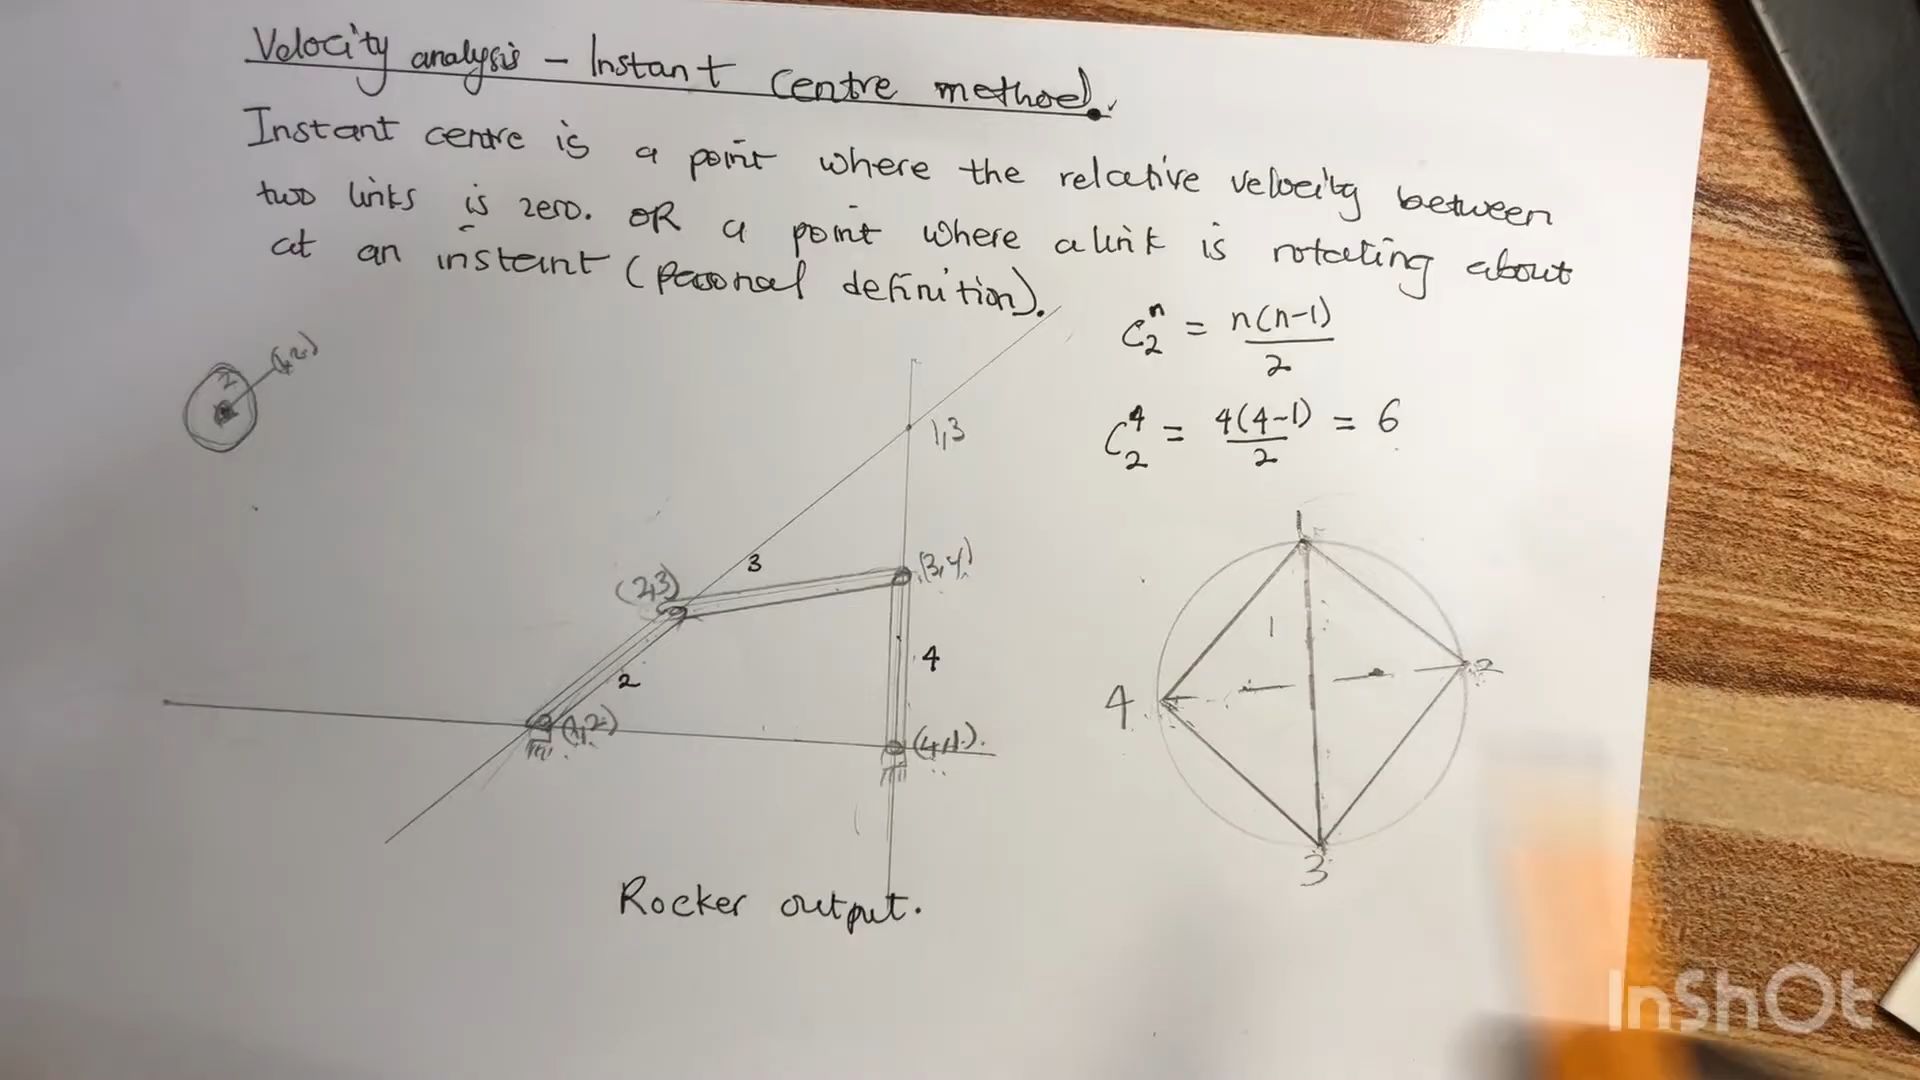 Velocity analysis - Instant Centre method.
Instant centre is a point where the relative velocity between
two links is zero. OR a point where a link is rotating about
at an instant (personal definition).
C₂ⁿ = n(n-1)/2
C₂⁴ = 4(4-1)/2 = 6
2
1,3
3
(2,3)
(3,4)
2
4
(1,2)
(4,1)
1
1
2
4
3
Rocker output.
InShOt